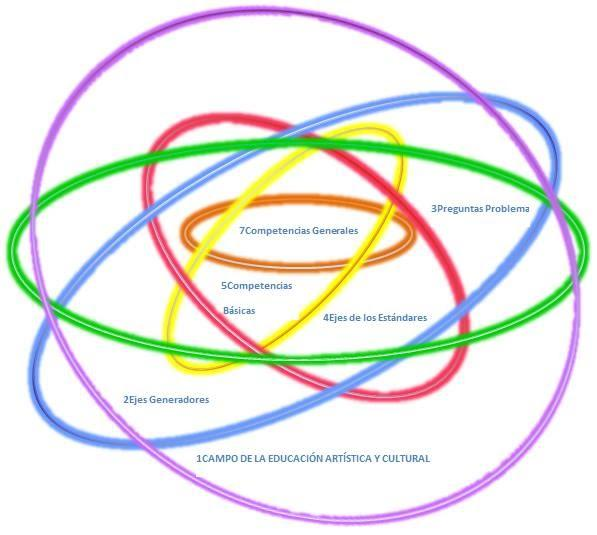 3Preguntas Problema
7Competencias Generales
5Competencias
Básicas
4Ejes de los Estándares
2Ejes Generadores
1CAMPO DE LA EDUCACIÓN ARTÍSTICA Y CULTURAL